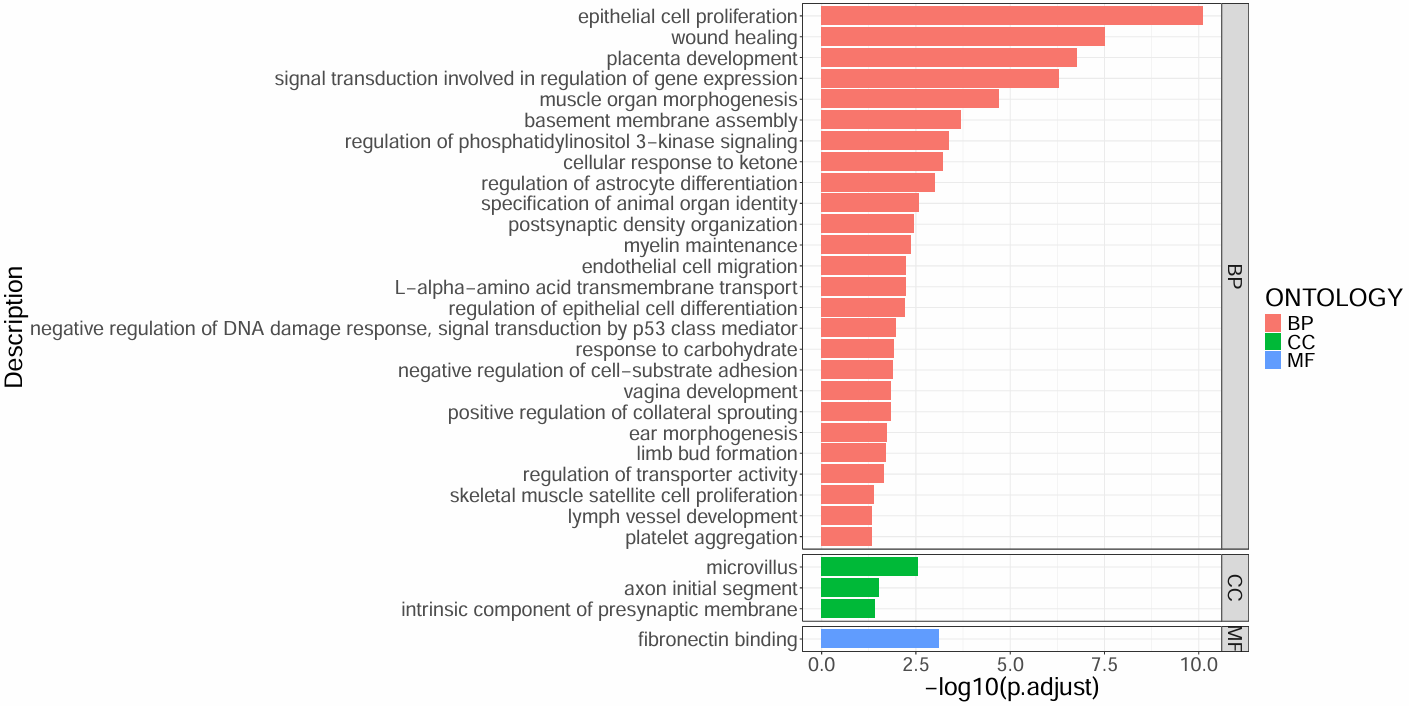 epithelial cell proliferation
wound healing
placenta development
signal transduction involved in regulation of gene expression
muscle organ morphogenesis
basement membrane assembly
regulation of phosphatidylinositol 3−kinase signaling
cellular response to ketone
regulation of astrocyte differentiation
specification of animal organ identity
postsynaptic density organization
myelin maintenance
endothelial cell migration
L−alpha−amino acid transmembrane transport
regulation of epithelial cell differentiation
negative regulation of DNA damage response, signal transduction by p53 class mediator
response to carbohydrate
negative regulation of cell−substrate adhesion
vagina development
positive regulation of collateral sprouting
ear morphogenesis
limb bud formation
regulation of transporter activity
skeletal muscle satellite cell proliferation
lymph vessel development
platelet aggregation
BP
microvillus
axon initial segment
intrinsic component of presynaptic membrane
CC
fibronectin binding
MF
0.0 2.5 5.0 7.5 10.0
−log10(p.adjust)
Description
ONTOLOGY
BP
CC
MF